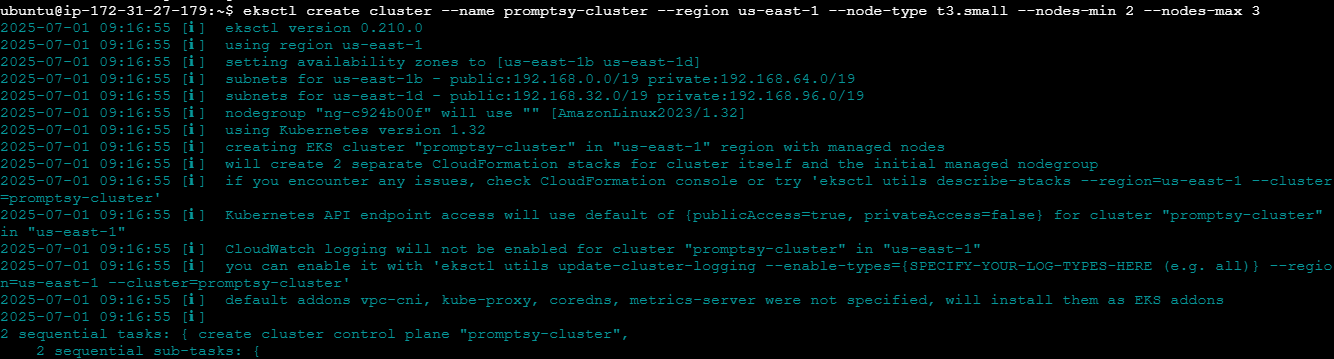 ubuntu@ip-172-31-27-179:~$ eksctl create cluster --name promptsy-cluster --region us-east-1 --node-type t3.small --nodes-min 2 --nodes-max 3
2025-07-01 09:16:55 [ℹ]  eksctl version 0.210.0
2025-07-01 09:16:55 [ℹ]  using region us-east-1
2025-07-01 09:16:55 [ℹ]  setting availability zones to [us-east-1b us-east-1d]
2025-07-01 09:16:55 [ℹ]  subnets for us-east-1b - public:192.168.0.0/19 private:192.168.64.0/19
2025-07-01 09:16:55 [ℹ]  subnets for us-east-1d - public:192.168.32.0/19 private:192.168.96.0/19
2025-07-01 09:16:55 [ℹ]  nodegroup "ng-c924b00f" will use "" [AmazonLinux2023/1.32]
2025-07-01 09:16:55 [ℹ]  using Kubernetes version 1.32
2025-07-01 09:16:55 [ℹ]  creating EKS cluster "promptsy-cluster" in "us-east-1" region with managed nodes
2025-07-01 09:16:55 [ℹ]  will create 2 separate CloudFormation stacks for cluster itself and the initial managed nodegroup
2025-07-01 09:16:55 [ℹ]  if you encounter any issues, check CloudFormation console or try 'eksctl utils describe-stacks --region=us-east-1 --cluster
=promptsy-cluster'
2025-07-01 09:16:55 [ℹ]  Kubernetes API endpoint access will use default of {publicAccess=true, privateAccess=false} for cluster "promptsy-cluster"
in "us-east-1"
2025-07-01 09:16:55 [ℹ]  CloudWatch logging will not be enabled for cluster "promptsy-cluster" in "us-east-1"
2025-07-01 09:16:55 [ℹ]  you can enable it with 'eksctl utils update-cluster-logging --enable-types={SPECIFY-YOUR-LOG-TYPES-HERE (e.g. all)} --regio
n=us-east-1 --cluster=promptsy-cluster'
2025-07-01 09:16:55 [ℹ]  default addons vpc-cni, kube-proxy, coredns, metrics-server were not specified, will install them as EKS addons
2025-07-01 09:16:55 [ℹ]
2 sequential tasks: { create cluster control plane "promptsy-cluster",
    2 sequential sub-tasks: {